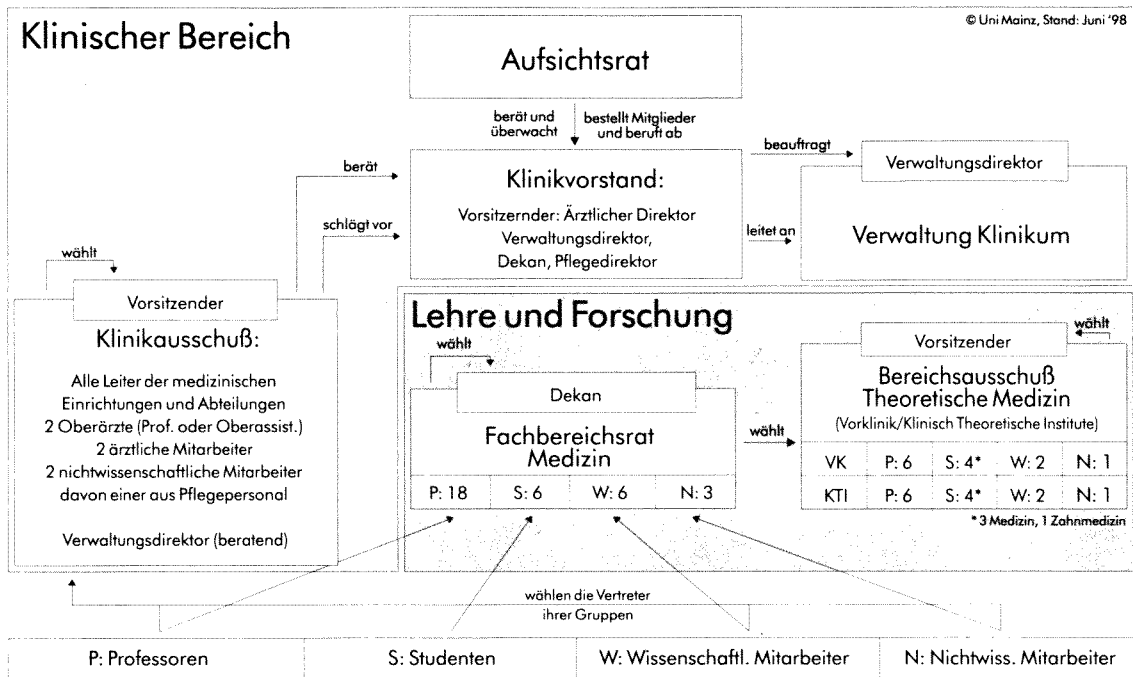 Klinischer Bereich
© Uni Mainz, Stand: Juni '98
Aufsichtsrat
berät und
überwacht
bestellt Mitglieder
und beruft ab
beauftragt
Verwaltungsdirektor
berät
Klinikvorstand:
Vorsitzernder: Ärztlicher Direktor
Verwaltungsdirektor,
Dekan, Pflegedirektor
schlägt vor
leitet an
Verwaltung Klinikum
wählt
Vorsitzender
Klinikausschuß:
Alle Leiter der medizinischen
Einrichtungen und Abteilungen
2 Oberärzte (Prof. oder Oberassist.)
2 ärztliche Mitarbeiter
2 nichtwissenschaftliche Mitarbeiter
davon einer aus Pflegepersonal
Verwaltungsdirektor (beratend)
Lehre und Forschung
wählt
Dekan
Fachbereichsrat
Medizin
P: 18 S: 6 W: 6 N: 3
wählt
wählt
Vorsitzender
Bereichsausschuß
Theoretische Medizin
(Vorklinik/Klinisch Theoretische Institute)
VK P: 6 S: 4* W: 2 N: 1
KTI P: 6 S: 4* W: 2 N: 1
* 3 Medizin, 1 Zahnmedizin
wählen die Vertreter
ihrer Gruppen
P: Professoren S: Studenten W: Wissenschaftl. Mitarbeiter N: Nichtwiss. Mitarbeiter